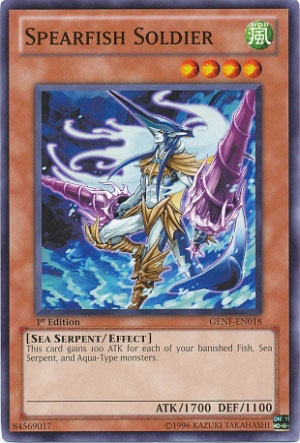 SPEARFISH SOLDIER
風
1st Edition
GENF-EN018
[SEA SERPENT/EFFECT]
This card gains 100 ATK for each of your banished Fish, Sea
Serpent, and Aqua-Type monsters.
ATK/1700 DEF/1100
84569017
©1996 KAZUKI TAKAHASHI